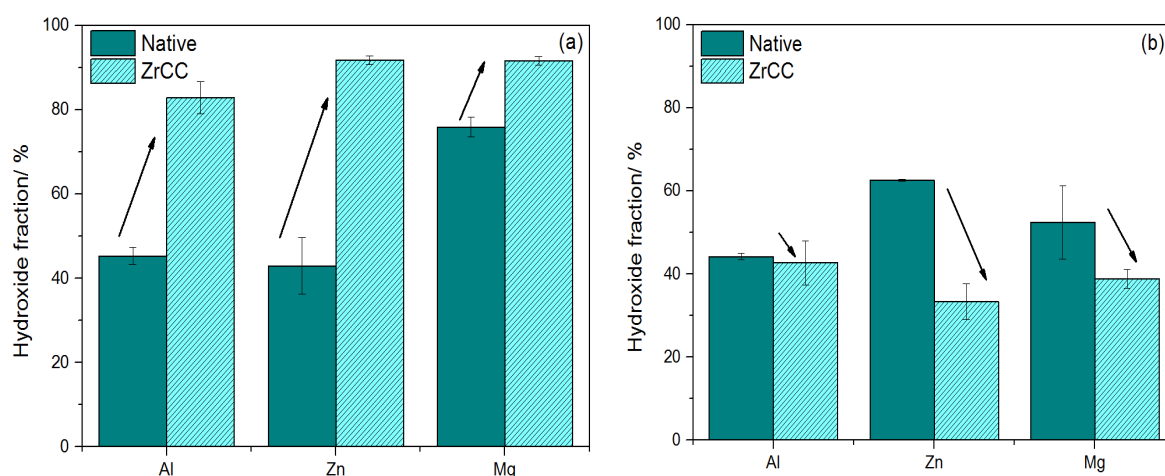 100
80
60
40
20
0
Hydroxide fraction/ %
Native
ZrCC
(a)
Al
Zn
Mg
100
80
60
40
20
0
Hydroxide fraction/ %
Native
ZrCC
(b)
Al
Zn
Mg